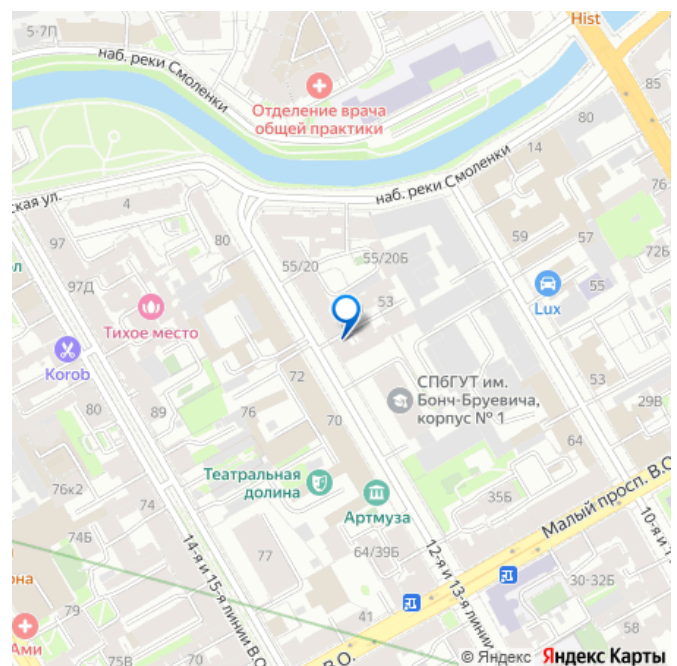 5-7П
Hist
наб. реки Смоленки
85
Отделение врача
общей практики
80
наб. реки Смоленки
14
76
ская ул.
4
97
80
59
57
72Б
55/20
55/20Б
ол
97Д
53
55
Тихое место
Lux
Korob
72
53
80
89
76
70
СПбГУТ им.
Бонч-Бруевича,
корпус № 1
29В
64
76к2
74
Театральная
долина
35Б
Артмуза
Малый просп. В.О.
74Б
77
64/39Б
10-я и 1
14-я и 15-я линии В.О.
12-я и 13-я линии
она
79
41
30-32Б
58
Ами
75В
В.О.
© Яндекс Яндекс Карты